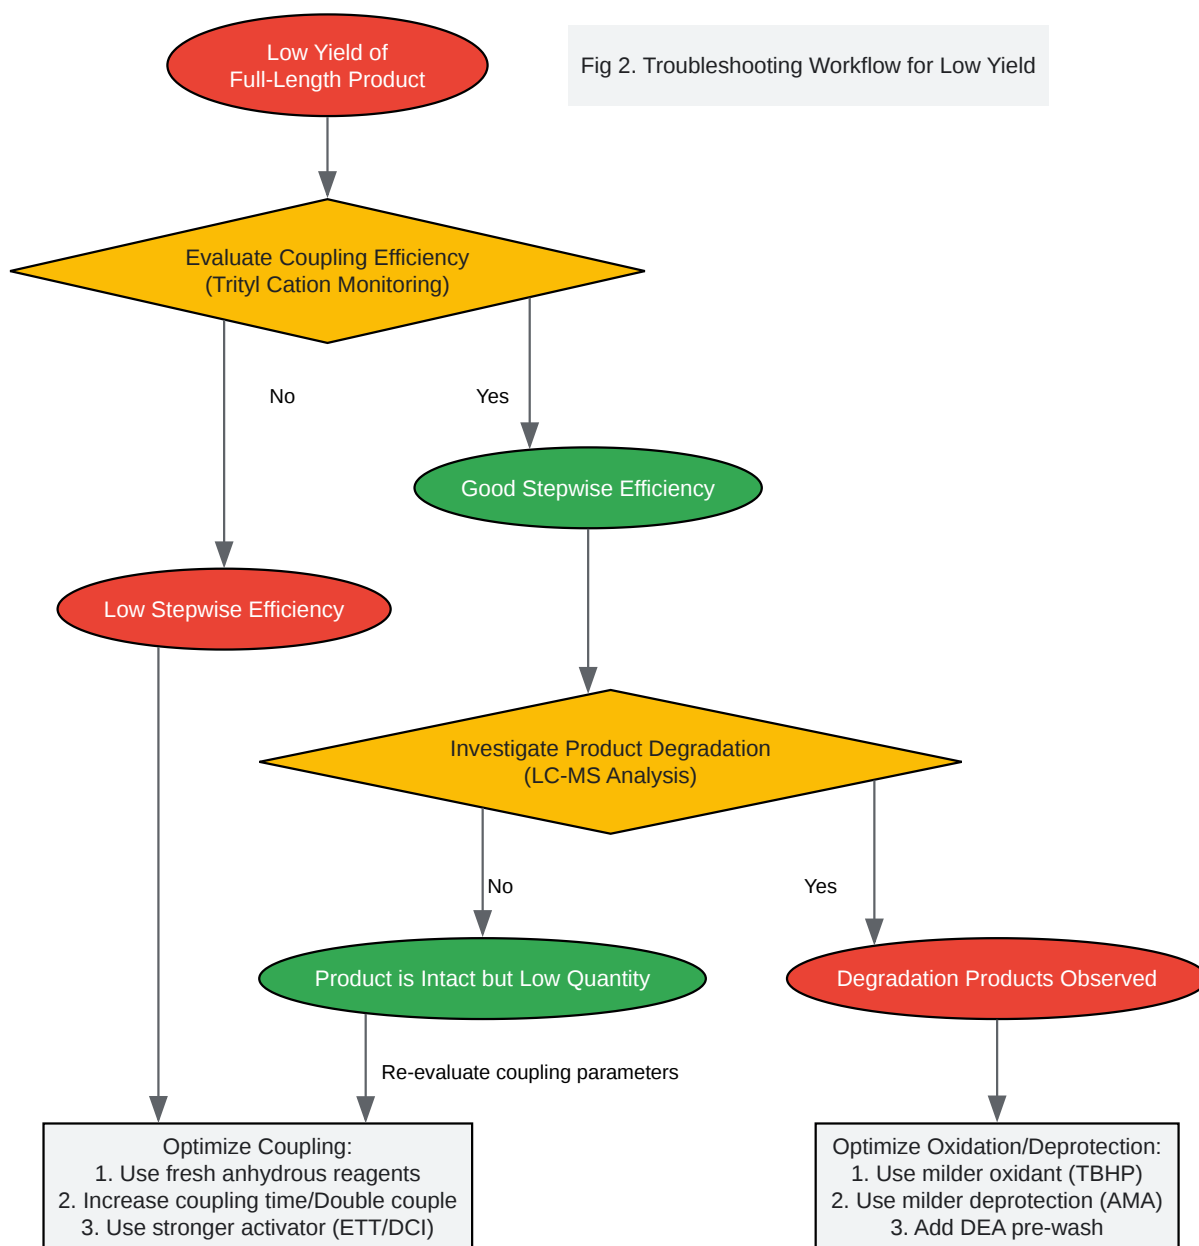 Low Yield of
Full-Length Product
Fig 2. Troubleshooting Workflow for Low Yield
Evaluate Coupling Efficiency
(Trityl Cation Monitoring)
No
Yes
Good Stepwise Efficiency
Low Stepwise Efficiency
Investigate Product Degradation
(LC-MS Analysis)
No
Yes
Product is Intact but Low Quantity
Degradation Products Observed
Re-evaluate coupling parameters
Optimize Coupling:
1. Use fresh anhydrous reagents
2. Increase coupling time/Double couple
3. Use stronger activator (ETT/DCI)
Optimize Oxidation/Deprotection:
1. Use milder oxidant (TBHP)
2. Use milder deprotection (AMA)
3. Add DEA pre-wash